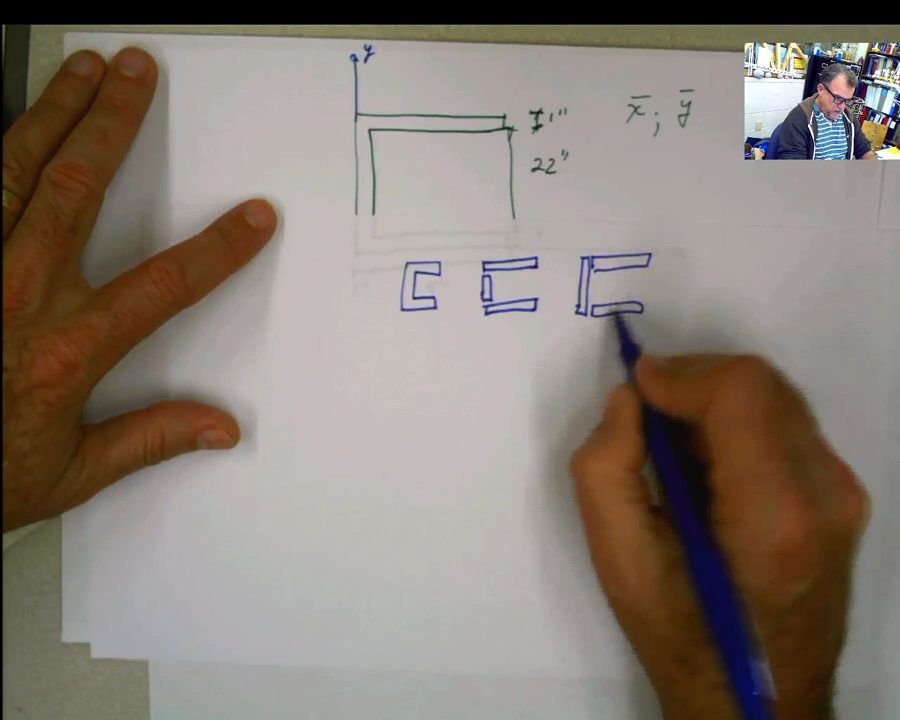 y
1"
22"
x̄ ; ȳ